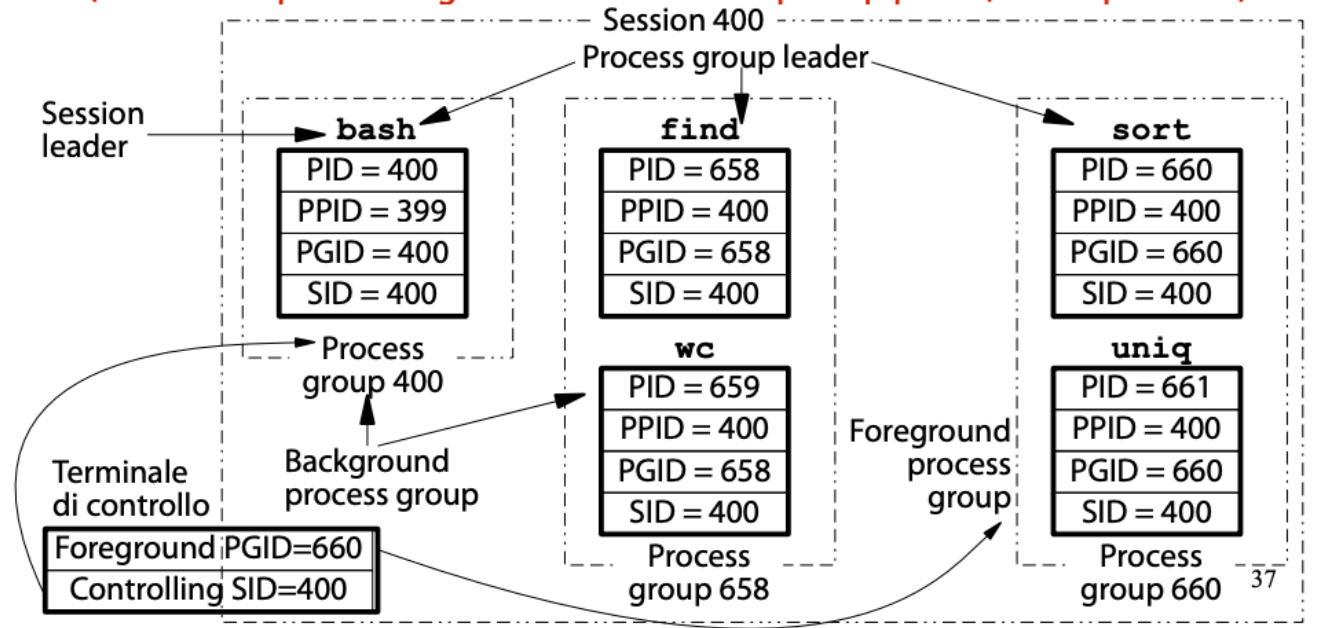 Session 400
Process group leader
Session
leader
bash
PID = 400
PPID = 399
PGID = 400
SID = 400
Process
group 400
find
PID = 658
PPID = 400
PGID = 658
SID = 400
wc
PID = 659
PPID = 400
PGID = 658
SID = 400
Process
group 658
sort
PID = 660
PPID = 400
PGID = 660
SID = 400
uniq
PID = 661
PPID = 400
PGID = 660
SID = 400
Process
group 660
Background
process group
Foreground
process
group
Terminale
di controllo
Foreground PGID=660
Controlling SID=400
37